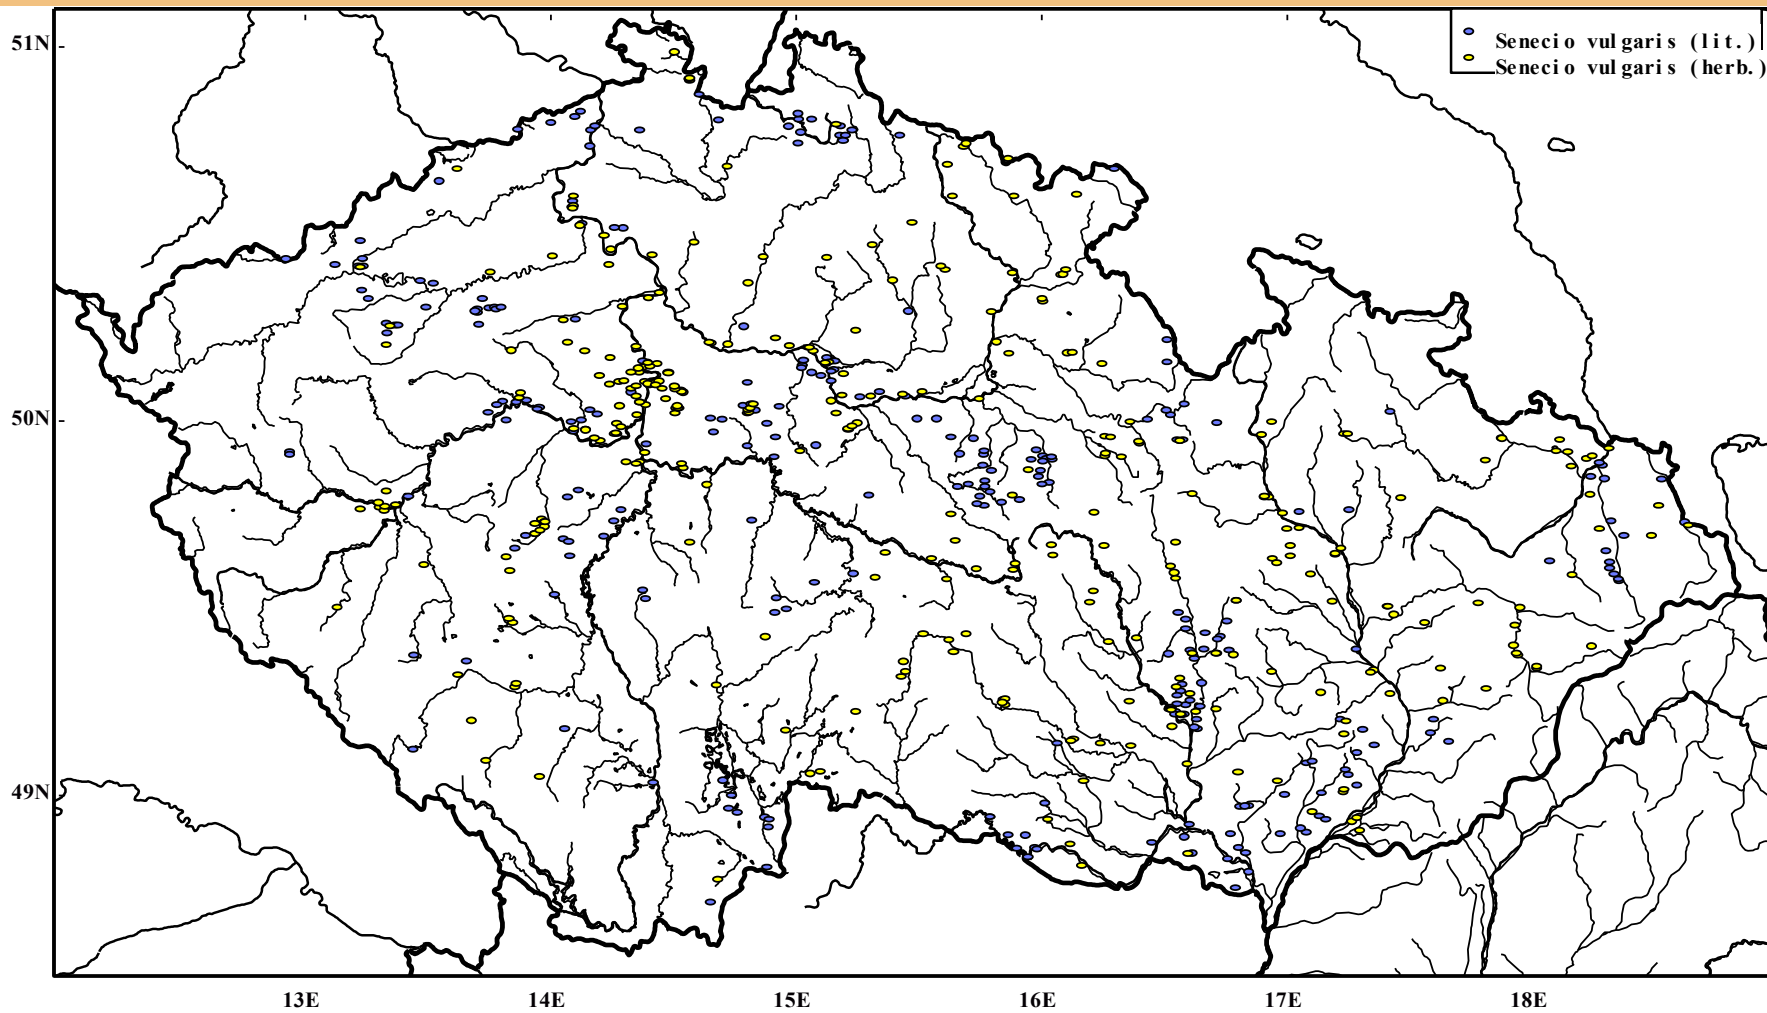 51N
Senecio vulgaris (lit.)
Senecio vulgaris (herb.)
50N
49N
13E 14E 15E 16E 17E 18E